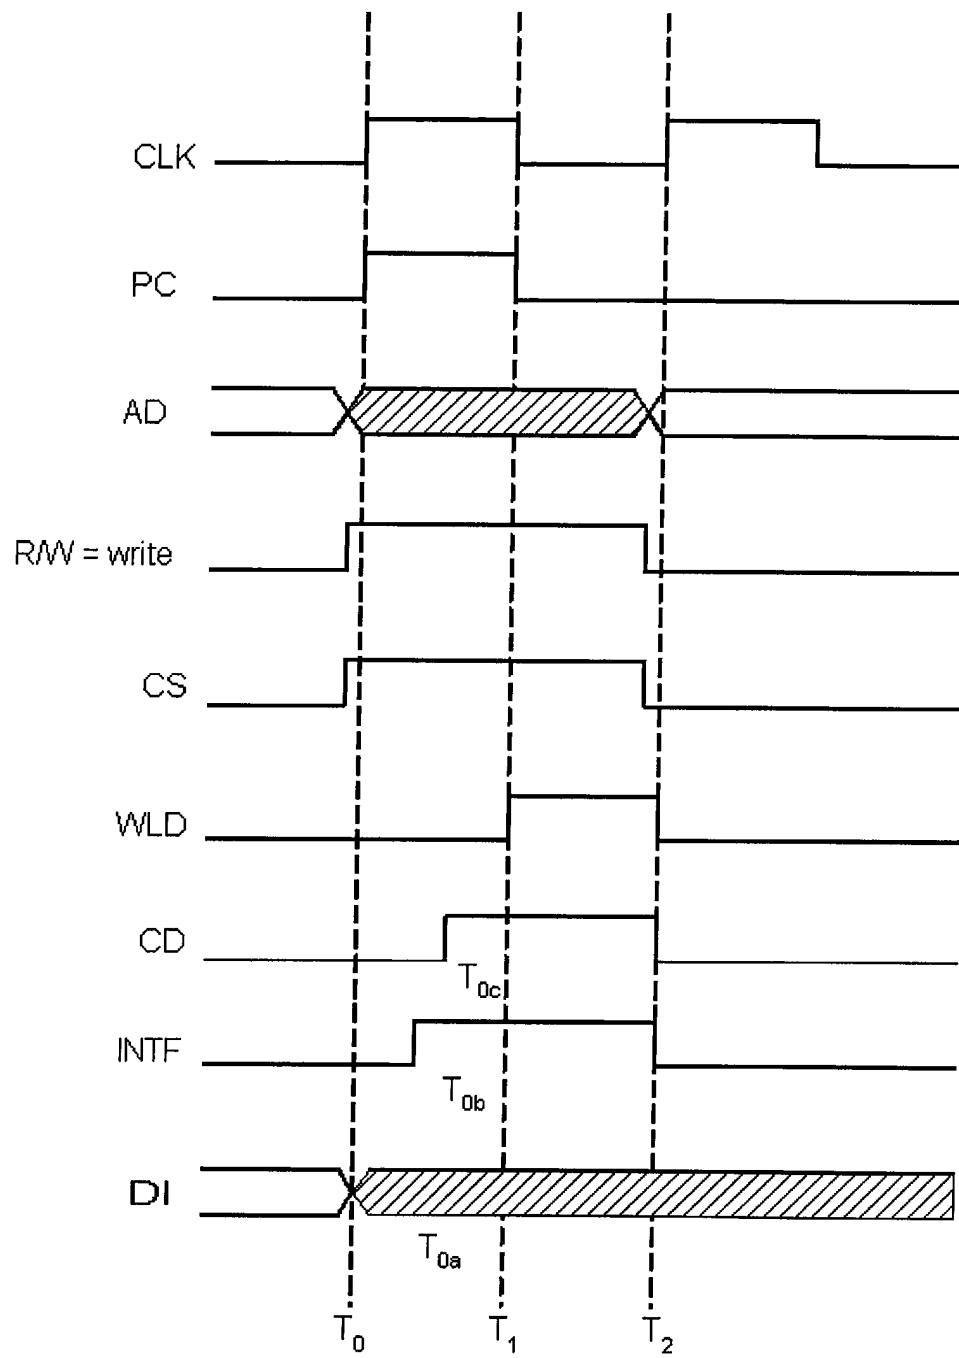 CLK
PC
AD
R/W = write
CS
WLD
CD
T0c
INTF
T0b
DI
T0a
T0 T1 T2